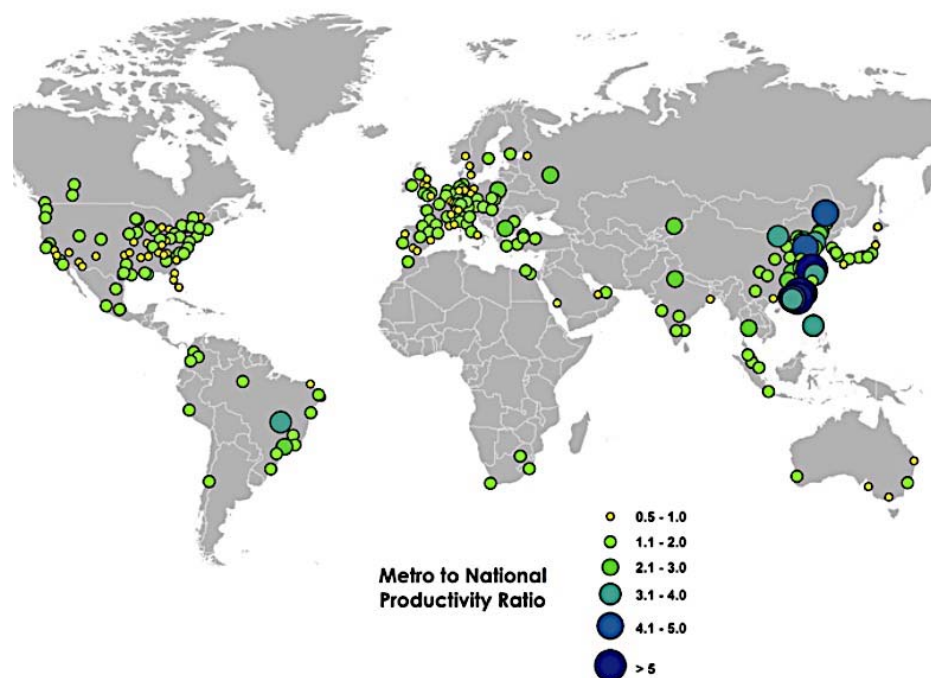 Metro to National
Productivity Ratio
0.5 - 1.0
1.1 - 2.0
2.1 - 3.0
3.1 - 4.0
4.1 - 5.0
> 5